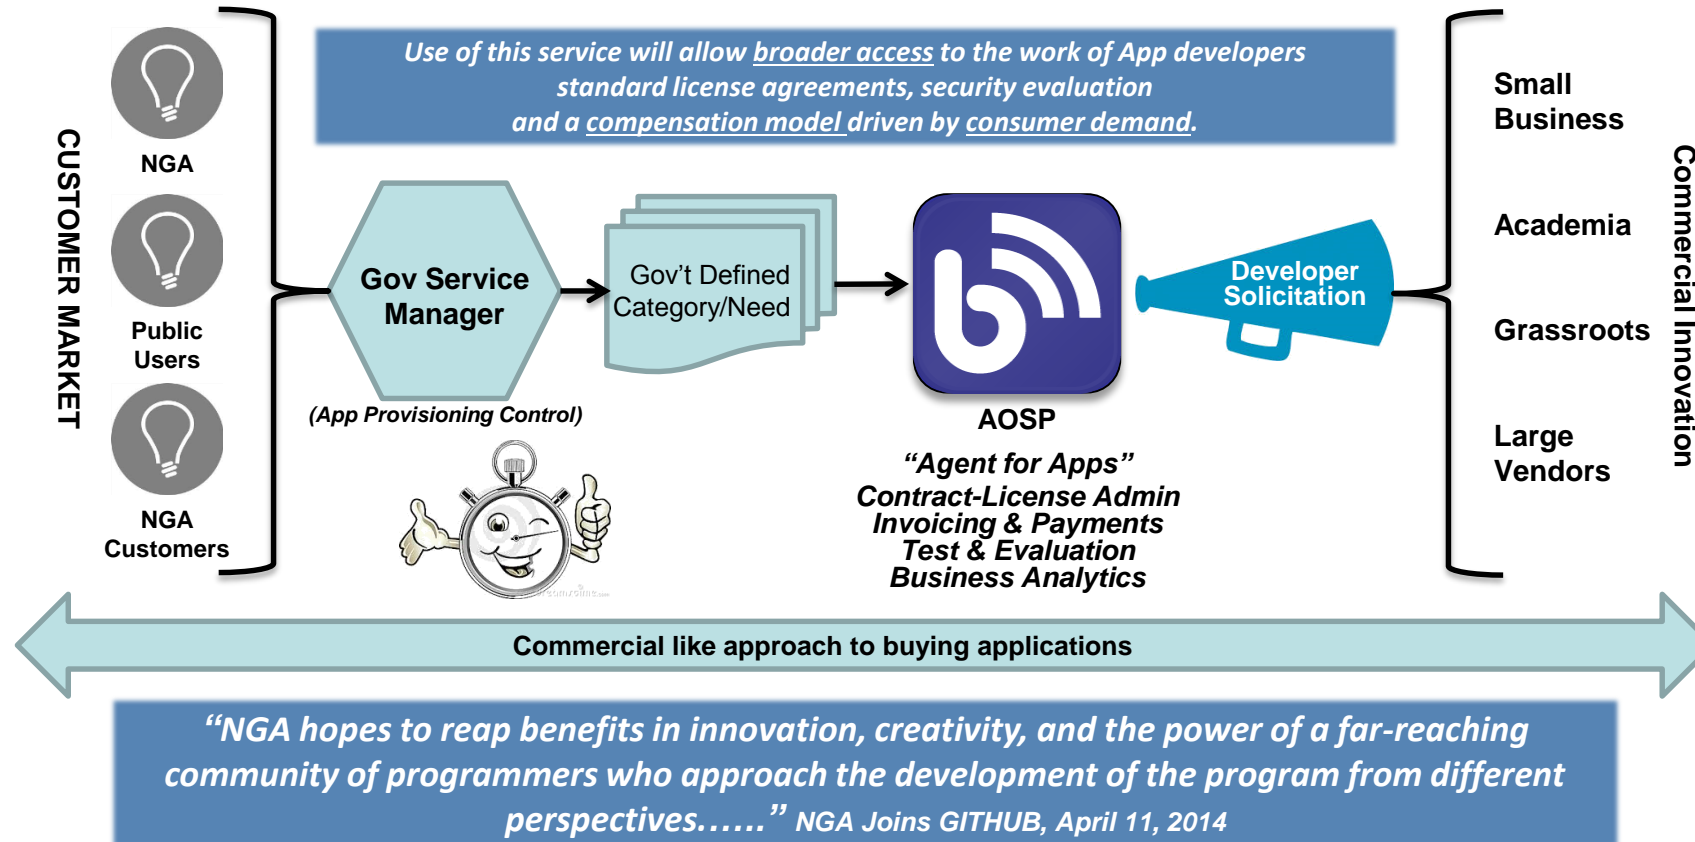 Use of this service will allow broader access to the work of App developers
standard license agreements, security evaluation
and a compensation model driven by consumer demand.
CUSTOMER MARKET
NGA
Public
Users
NGA
Customers
Gov Service
Manager
(App Provisioning Control)
Gov’t Defined
Category/Need
AOSP
“Agent for Apps”
Contract-License Admin
Invoicing & Payments
Test & Evaluation
Business Analytics
Developer
Solicitation
Small
Business
Academia
Grassroots
Large
Vendors
Commercial Innovation
Commercial like approach to buying applications
“NGA hopes to reap benefits in innovation, creativity, and the power of a far-reaching
community of programmers who approach the development of the program from different
perspectives……” NGA Joins GITHUB, April 11, 2014